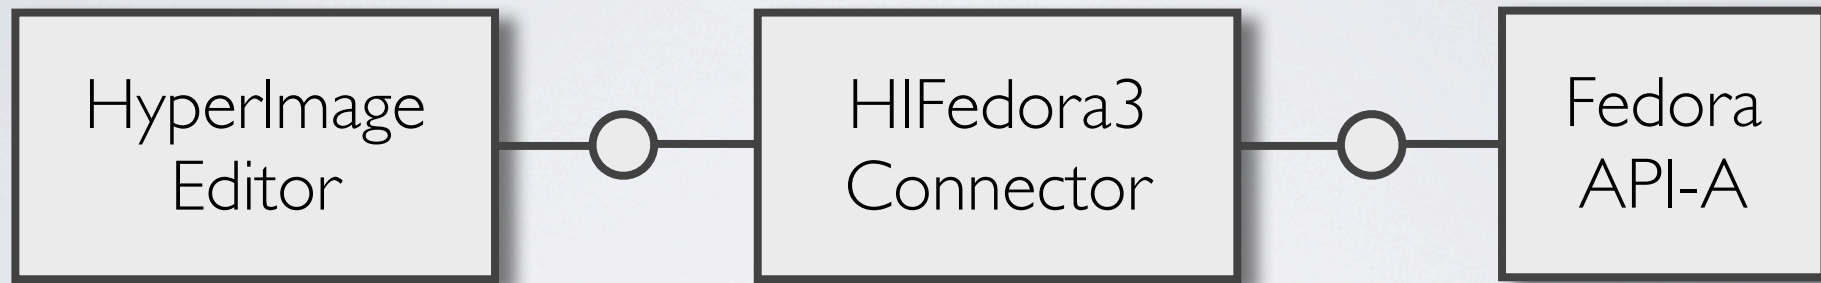 HyperImage
Editor
HIFedora3
Connector
Fedora
API-A